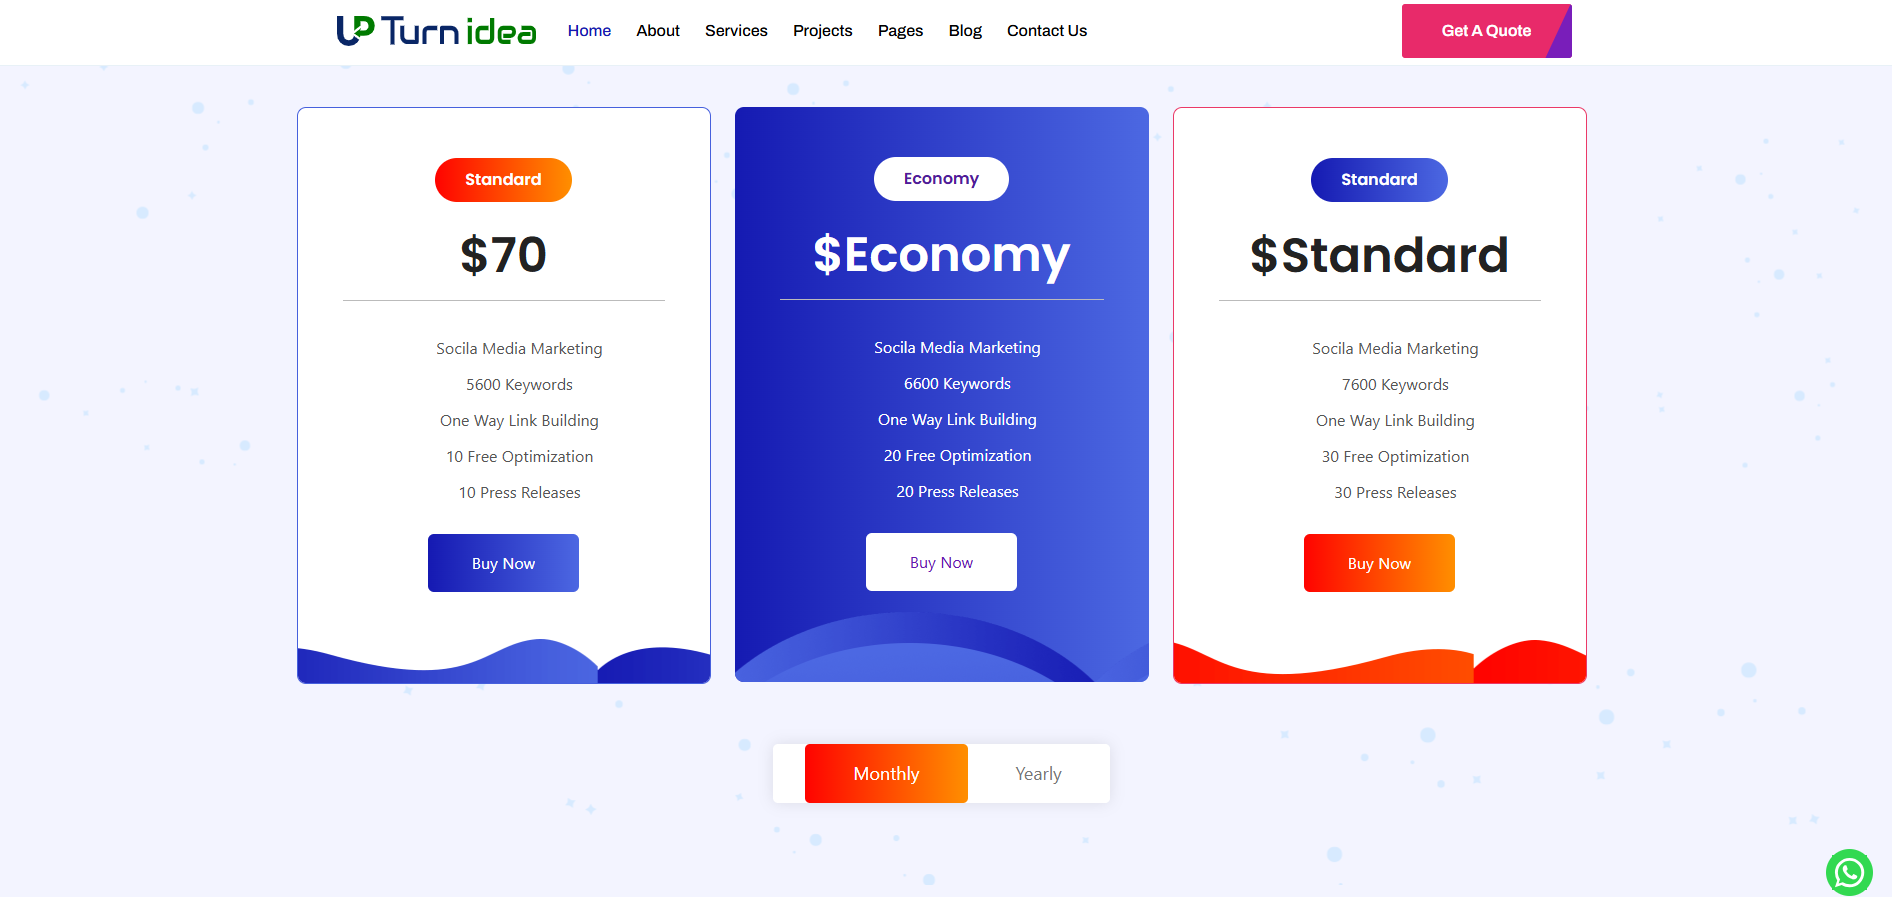 UP Turn idea Home About Services Projects Pages Blog Contact Us Get A Quote
Standard
$70
Socila Media Marketing
5600 Keywords
One Way Link Building
10 Free Optimization
10 Press Releases
Buy Now
Economy
$Economy
Socila Media Marketing
6600 Keywords
One Way Link Building
20 Free Optimization
20 Press Releases
Buy Now
Standard
$Standard
Socila Media Marketing
7600 Keywords
One Way Link Building
30 Free Optimization
30 Press Releases
Buy Now
Monthly Yearly